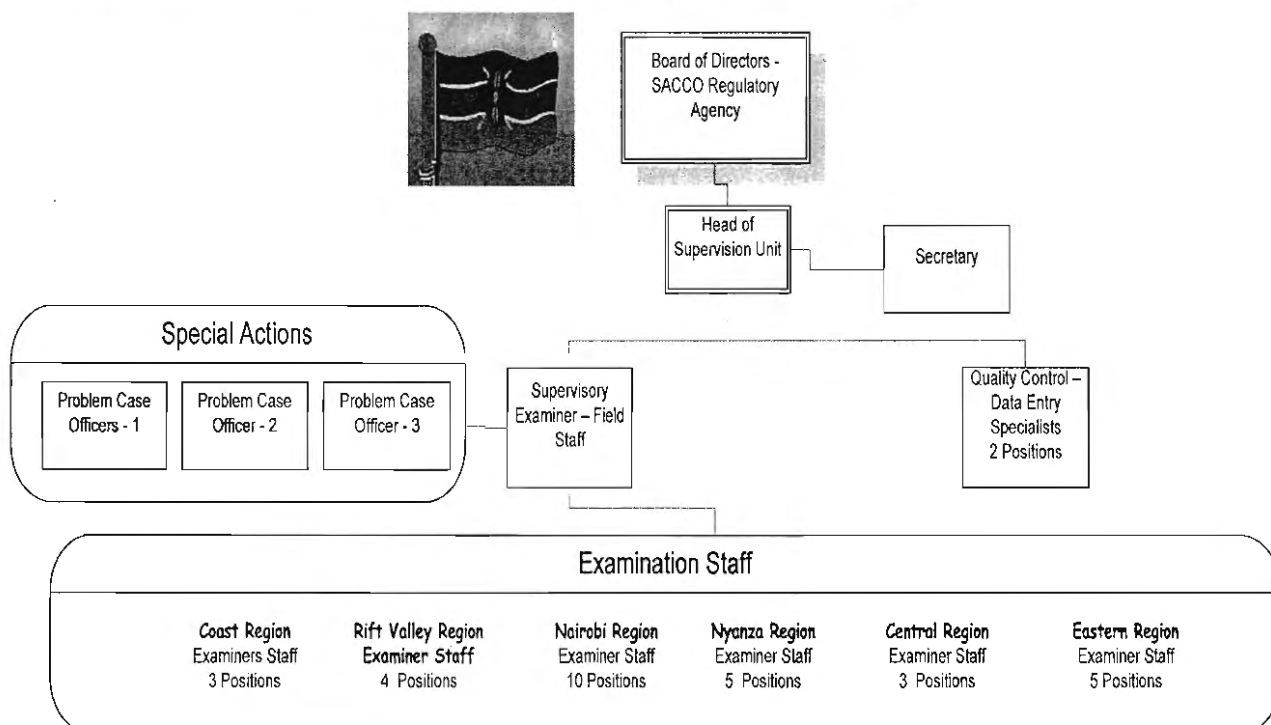 Board of Directors -
SACCO Regulatory
Agency
Head of
Supervision Unit
Secretary
Special Actions
Problem Case
Officers - 1
Problem Case
Officer - 2
Problem Case
Officer - 3
Supervisory
Examiner – Field
Staff
Quality Control –
Data Entry
Specialists
2 Positions
Examination Staff
Coast Region
Examiners Staff
3 Positions
Rift Valley Region
Examiner Staff
4 Positions
Nairobi Region
Examiner Staff
10 Positions
Nyanza Region
Examiner Staff
5 Positions
Central Region
Examiner Staff
3 Positions
Eastern Region
Examiner Staff
5 Positions